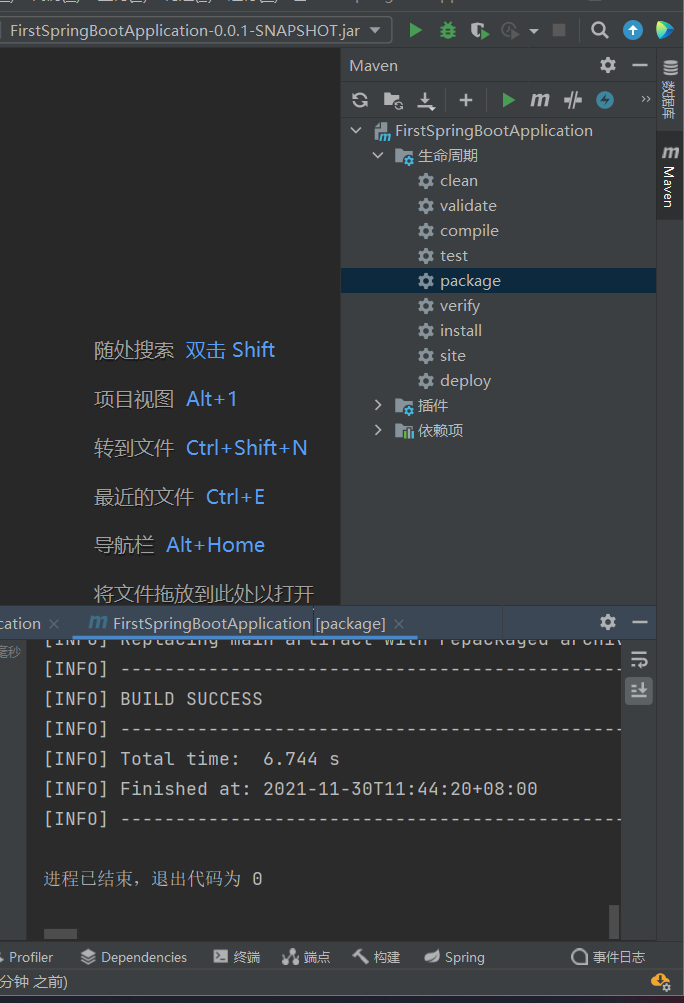 FirstSpringBootApplication-0.0.1-SNAPSHOT.jar
Maven
数据库
m Maven
FirstSpringBootApplication
生命周期
clean
validate
compile
test
package
verify
install
site
deploy
插件
依赖项
随处搜索 双击 Shift
项目视图 Alt+1
转到文件 Ctrl+Shift+N
最近的文件 Ctrl+E
导航栏 Alt+Home
将文件拖放到此处以打开
cation
FirstSpringBootApplication [package]
毫秒
[INFO] Replacing main artifact with repackaged archiv
[INFO] ------------------------------------------
[INFO] BUILD SUCCESS
[INFO] ------------------------------------------
[INFO] Total time:  6.744 s
[INFO] Finished at: 2021-11-30T11:44:20+08:00
[INFO] ------------------------------------------
进程已结束，退出代码为 0
Profiler Dependencies 终端 端点 构建 Spring 事件日志
分钟 之前)